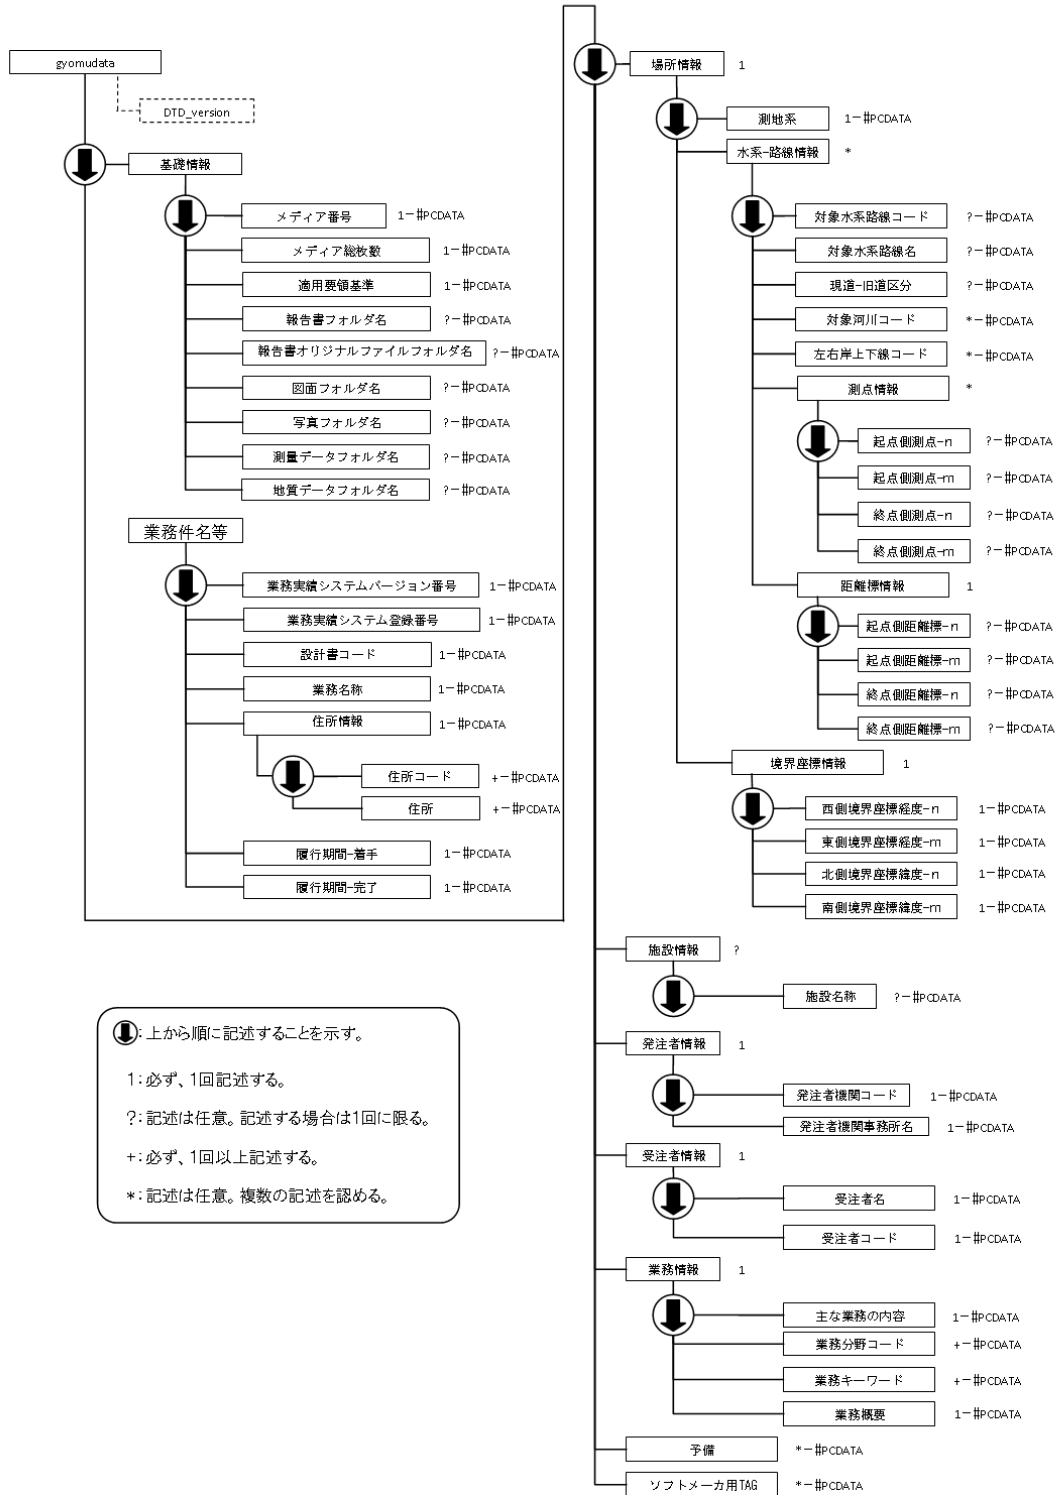 gyomudata
DTD_version
基礎情報
メディア番号 1-#PCDATA
メディア総枚数 1-#PCDATA
適用要領基準 1-#PCDATA
報告書フォルダ名 ?-#PCDATA
報告書オリジナルファイルフォルダ名 ?-#PCDATA
図面フォルダ名 ?-#PCDATA
写真フォルダ名 ?-#PCDATA
測量データフォルダ名 ?-#PCDATA
地質データフォルダ名 ?-#PCDATA
業務件名等
業務実績システムバージョン番号 1-#PCDATA
業務実績システム登録番号 1-#PCDATA
設計書コード 1-#PCDATA
業務名称 1-#PCDATA
住所情報 1-#PCDATA
住所コード +-#PCDATA
住所 +-#PCDATA
履行期間-着手 1-#PCDATA
履行期間-完了 1-#PCDATA
場所情報 1
測地系 1-#PCDATA
水系-路線情報 *
対象水系路線コード ?-#PCDATA
対象水系路線名 ?-#PCDATA
現道-旧道区分 ?-#PCDATA
対象河川コード *-#PCDATA
左右岸上下線コード *-#PCDATA
測点情報 *
起点側測点-n ?-#PCDATA
起点側測点-m ?-#PCDATA
終点側測点-n ?-#PCDATA
終点側測点-m ?-#PCDATA
距離標情報 1
起点側距離標-n ?-#PCDATA
起点側距離標-m ?-#PCDATA
終点側距離標-n ?-#PCDATA
終点側距離標-m ?-#PCDATA
境界座標情報 1
西側境界座標経度-n 1-#PCDATA
東側境界座標経度-m 1-#PCDATA
北側境界座標緯度-n 1-#PCDATA
南側境界座標緯度-m 1-#PCDATA
施設情報 ?
施設名称 ?-#PCDATA
発注者情報 1
発注者機関コード 1-#PCDATA
発注者機関事務所名 1-#PCDATA
受注者情報 1
受注者名 1-#PCDATA
受注者コード 1-#PCDATA
業務情報 1
主な業務の内容 1-#PCDATA
業務分野コード +-#PCDATA
業務キーワード +-#PCDATA
業務概要 1-#PCDATA
予備 *-#PCDATA
ソフトメーカ用TAG *-#PCDATA
:上から順に記述することを示す。
1:必ず、1回記述する。
?:記述は任意。記述する場合は1回に限る。
+:必ず、1回以上記述する。
*:記述は任意。複数の記述を認める。